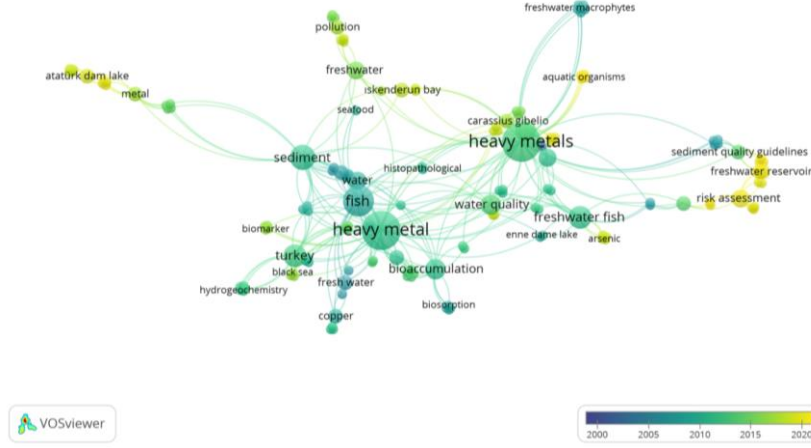 freshwater macrophytes
pollution
freshwater
ataturk dam lake
metal
iskenderun bay
aquatic organisms
seafood
carassius gibelio
heavy metals
sediment
histopathological
sediment quality guidelines
water
freshwater reservoir
fish
water quality
risk assessment
freshwater fish
biomarker
heavy metal
enne dame lake
arsenic
turkey
black sea
bioaccumulation
hydrogeochemistry
fresh water
biosorption
copper
VOSviewer
2000 2005 2010 2015 2020